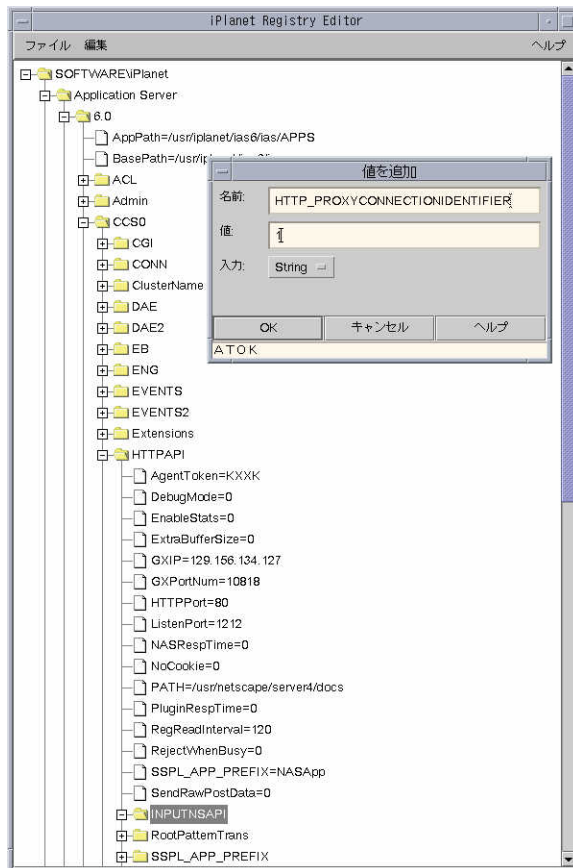 iPlanet Registry Editor
ファイル 編集 ヘルプ
SOFTWARE\iPlanet
Application Server
6.0
AppPath=/usr/iplanet/ias6/ias/APPS
BasePath=/usr/ip
ACL
Admin
CCS0
CGI
CONN
ClusterName
DAE
DAE2
EB
ENG
EVENTS
EVENTS2
Extensions
HTTPAPI
AgentToken=KXXK
DebugMode=0
EnableStats=0
ExtraBufferSize=0
GXIP=129.156.134.127
GXPortNum=10818
HTTPPort=80
ListenPort=1212
NASRespTime=0
NoCookie=0
PATH=/usr/netscape/server4/docs
PluginRespTime=0
RegReadInterval=120
RejectWhenBusy=0
SSPL_APP_PREFIX=NASApp
SendRawPostData=0
INPUTNSAPI
RootPatternTrans
SSPL_APP_PREFIX
値を追加
名前: HTTP_PROXYCONNECTIONIDENTIFIER
値: 1
入力: String
OK キャンセル ヘルプ
ATOK